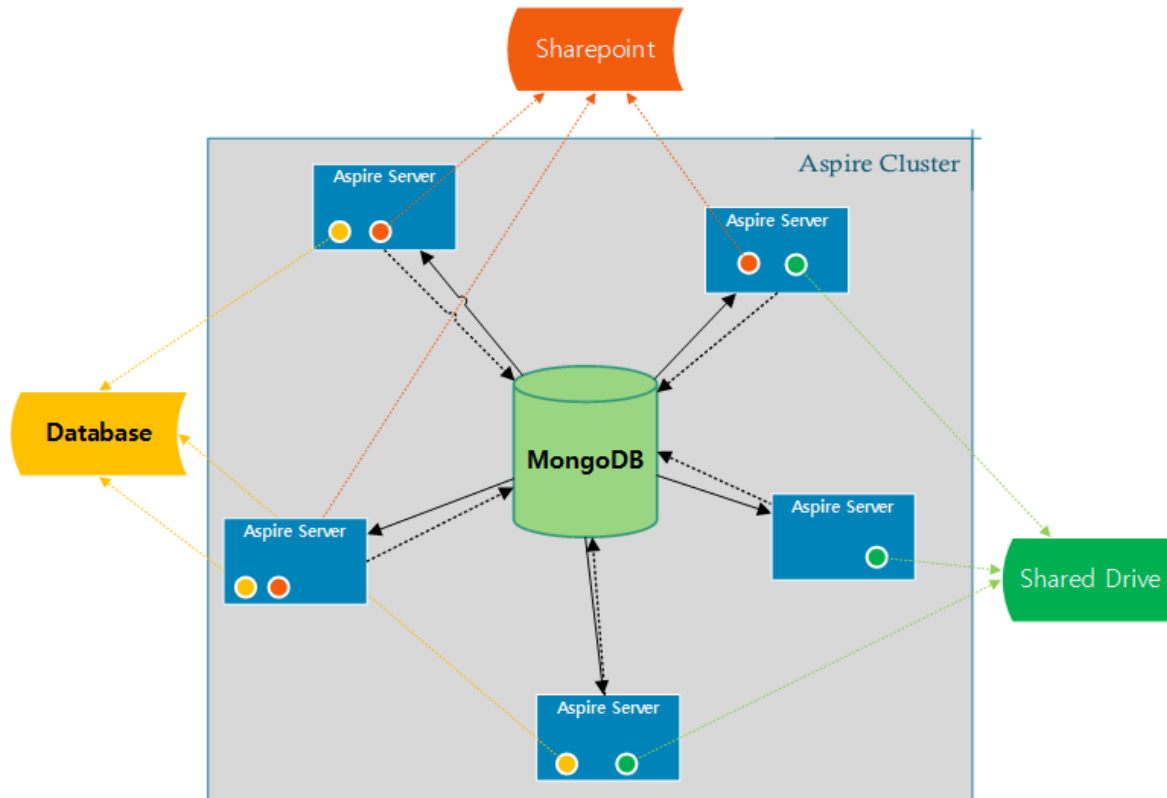 Sharepoint
Aspire Cluster
Aspire Server
Aspire Server
Database
MongoDB
Aspire Server
Aspire Server
Shared Drive
Aspire Server